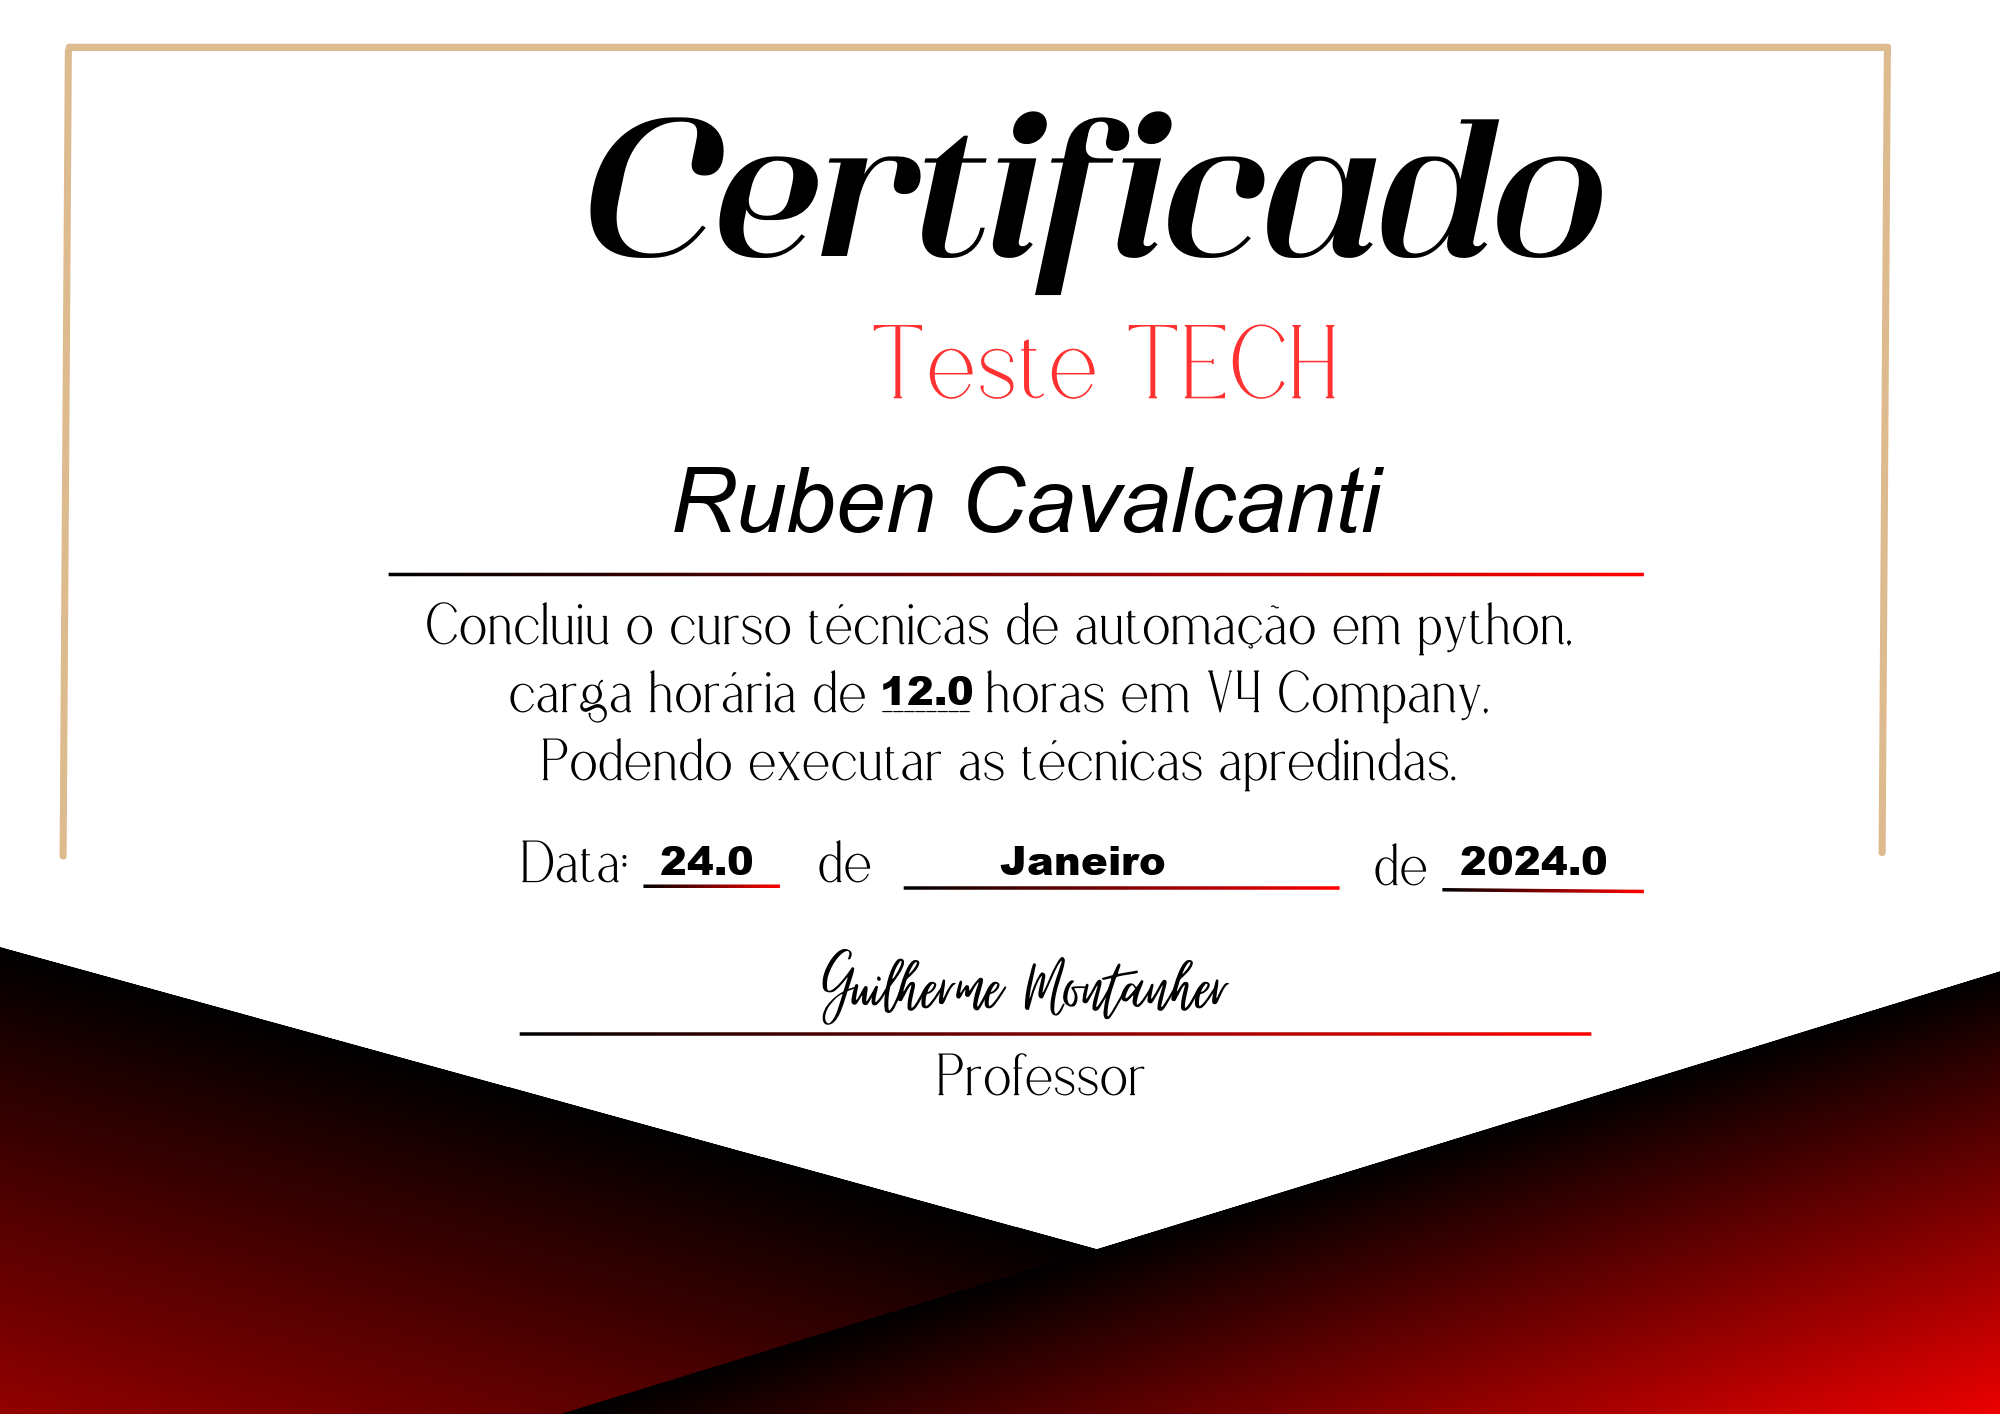 Certificado
Teste TECH
Ruben Cavalcanti
Concluiu o curso técnicas de automação em python,
carga horária de 12.0 horas em V4 Company.
Podendo executar as técnicas apredindas.
Data: 24.0 de Janeiro de 2024.0
Guilherme Montanher
Professor